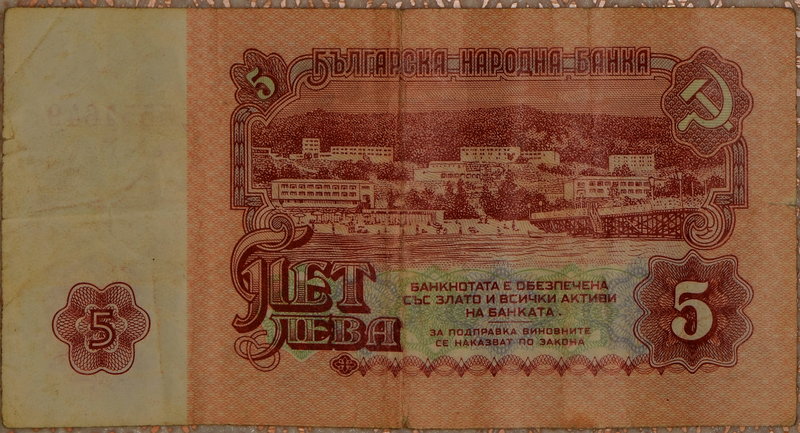 5
БЪЛГАРСКА НАРОДНА БАНКА
ПЕТ
ЛЕВА
БАНКНОТАТА Е ОБЕЗПЕЧЕНА
СЪС ЗЛАТО И ВСИЧКИ АКТИВИ
НА БАНКАТА.
ЗА ПОДПРАВКА ВИНОВНИТЕ
СЕ НАКАЗВАТ ПО ЗАКОНА
5
5